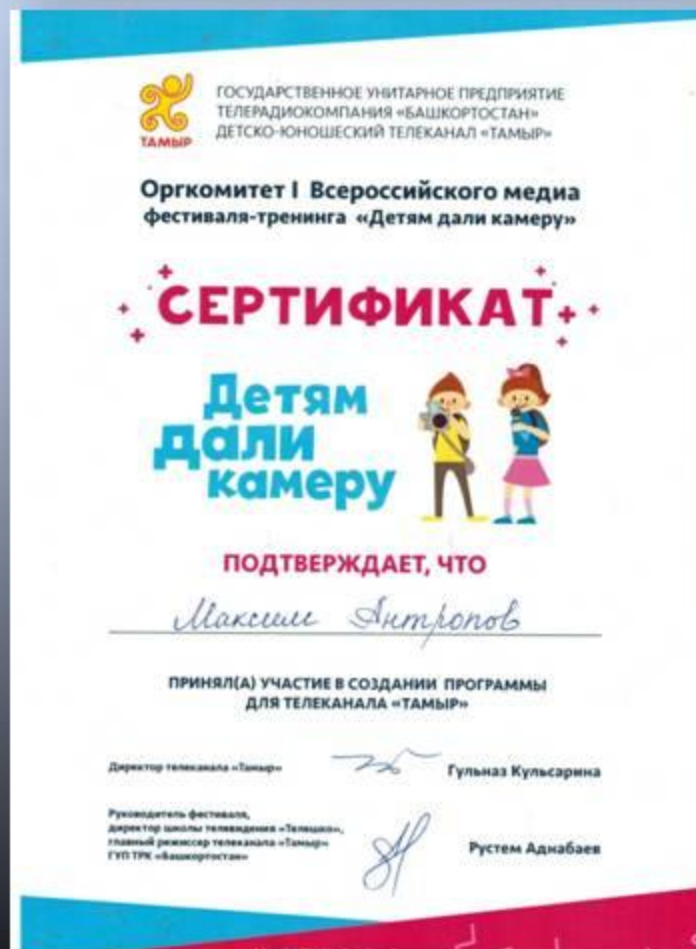 ГОСУДАРСТВЕННОЕ УНИТАРНОЕ ПРЕДПРИЯТИЕ
ТЕЛЕРАДИОКОМПАНИЯ «БАШКОРТОСТАН»
ДЕТСКО-ЮНОШЕСКИЙ ТЕЛЕКАНАЛ «ТАМЫР»
ТАМЫР
Оргкомитет I Всероссийского медиа
фестиваля-тренинга «Детям дали камеру»
СЕРТИФИКАТ
Детям
дали
камеру
ПОДТВЕРЖДАЕТ, ЧТО
Максим Антропов
ПРИНЯЛ(А) УЧАСТИЕ В СОЗДАНИИ ПРОГРАММЫ
ДЛЯ ТЕЛЕКАНАЛА «ТАМЫР»
Директор телеканала «Тамыр»
Гульназ Кульсарина
Руководитель фестиваля,
директор школы телевидения «Телешко»,
главный режиссер телеканала «Тамыр»
ГУП ТРК «Башкортостан»
Рустем Аднабаев